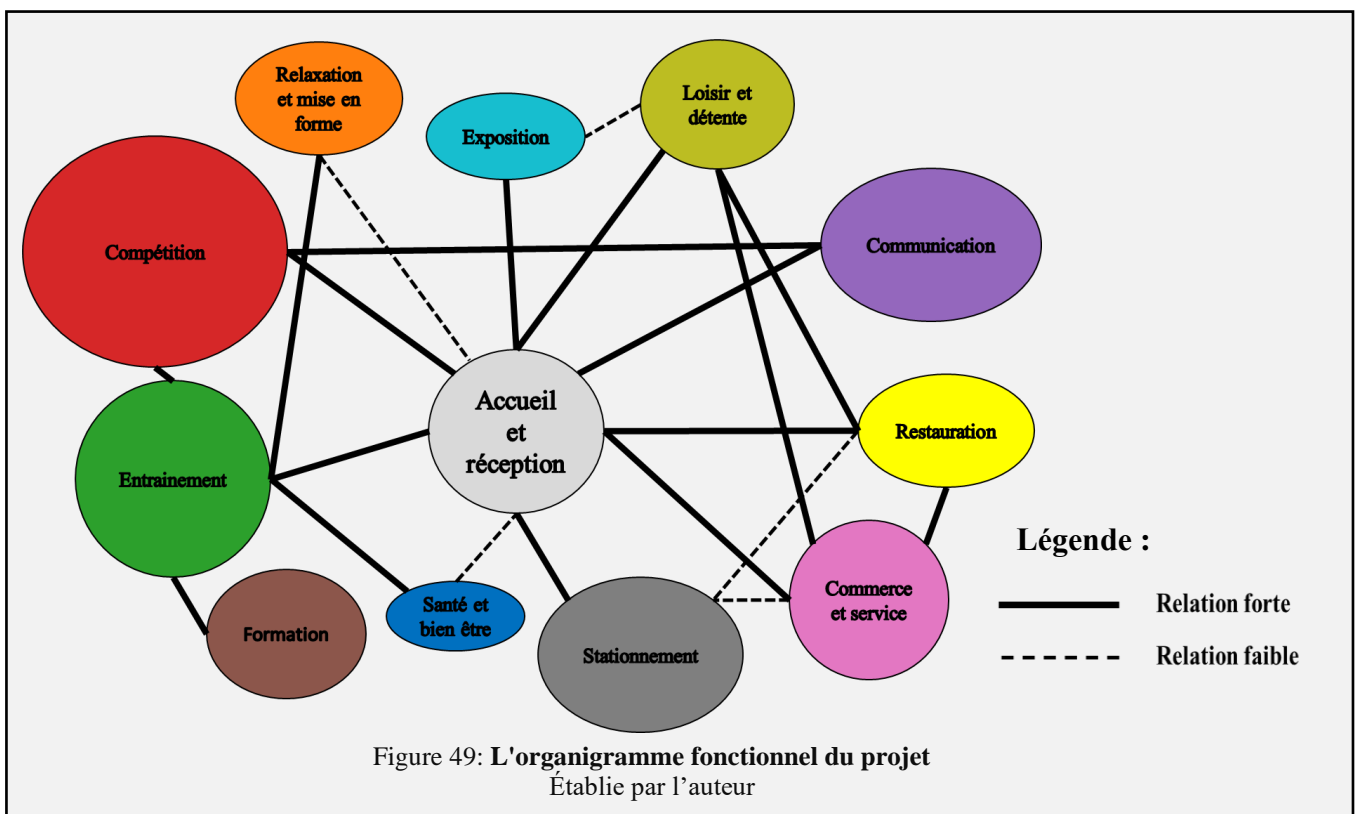 Relaxation
et mise en
forme
Exposition
Loisir et
détente
Compétition
Communication
Accueil
et
réception
Restauration
Entrainement
Légende :
Commerce
et service
Relation forte
Santé et
bien être
Formation
Stationnement
Relation faible
Figure 49: L'organigramme fonctionnel du projet
Établie par l’auteur